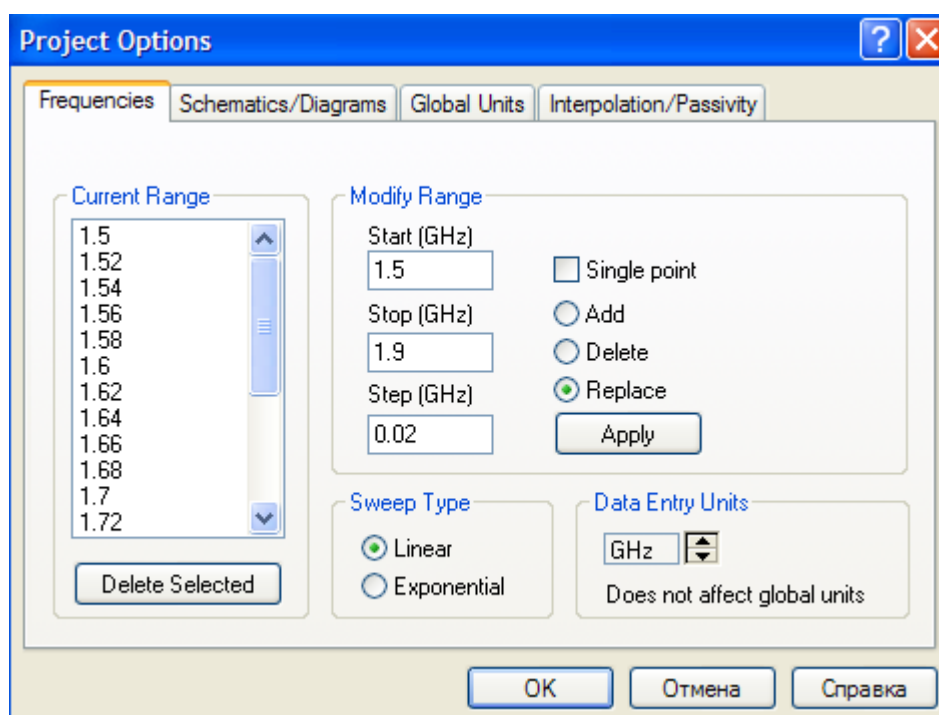 Project Options
Frequencies Schematics/Diagrams Global Units Interpolation/Passivity
Current Range
1.5
1.52
1.54
1.56
1.58
1.6
1.62
1.64
1.66
1.68
1.7
1.72
Delete Selected
Modify Range
Start (GHz)
1.5
Single point
Stop (GHz)
Add
1.9
Delete
Step (GHz)
Replace
0.02
Apply
Sweep Type
Linear
Exponential
Data Entry Units
GHz
Does not affect global units
OK Отмена Справка